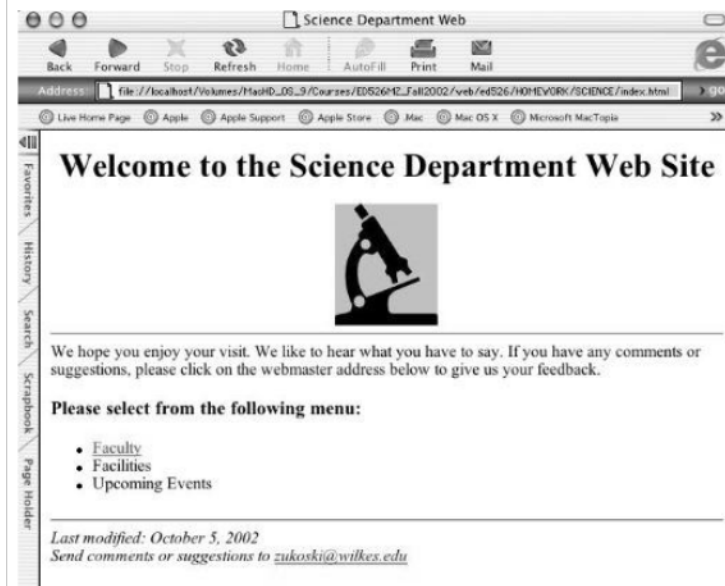 Science Department Web
Back Forward Stop Refresh Home AutoFill Print Mail
Address: file://localhost/Volumes/MacHD_OS_9/Courses/ED526MZ_Fall2002/web/ed526/HOMEWORK/SCIENCE/index.html go
Live Home Page Apple Apple Support Apple Store .Mac Mac OS X Microsoft MacTopia
Favorites
History
Search
Scrapbook
Page Holder
Welcome to the Science Department Web Site
We hope you enjoy your visit. We like to hear what you have to say. If you have any comments or
suggestions, please click on the webmaster address below to give us your feedback.
Please select from the following menu:
• Faculty
• Facilities
• Upcoming Events
Last modified: October 5, 2002
Send comments or suggestions to zukoski@wilkes.edu